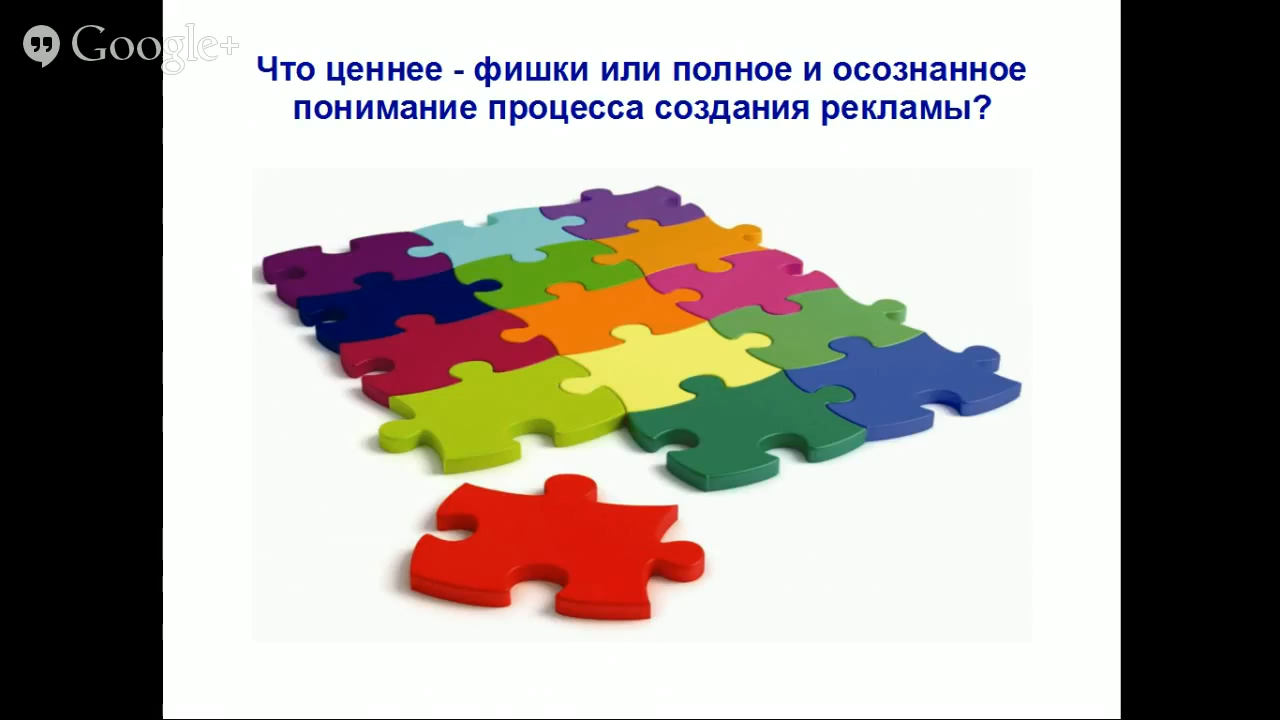 Google+
Что ценнее - фишки или полное и осознанное
понимание процесса создания рекламы?